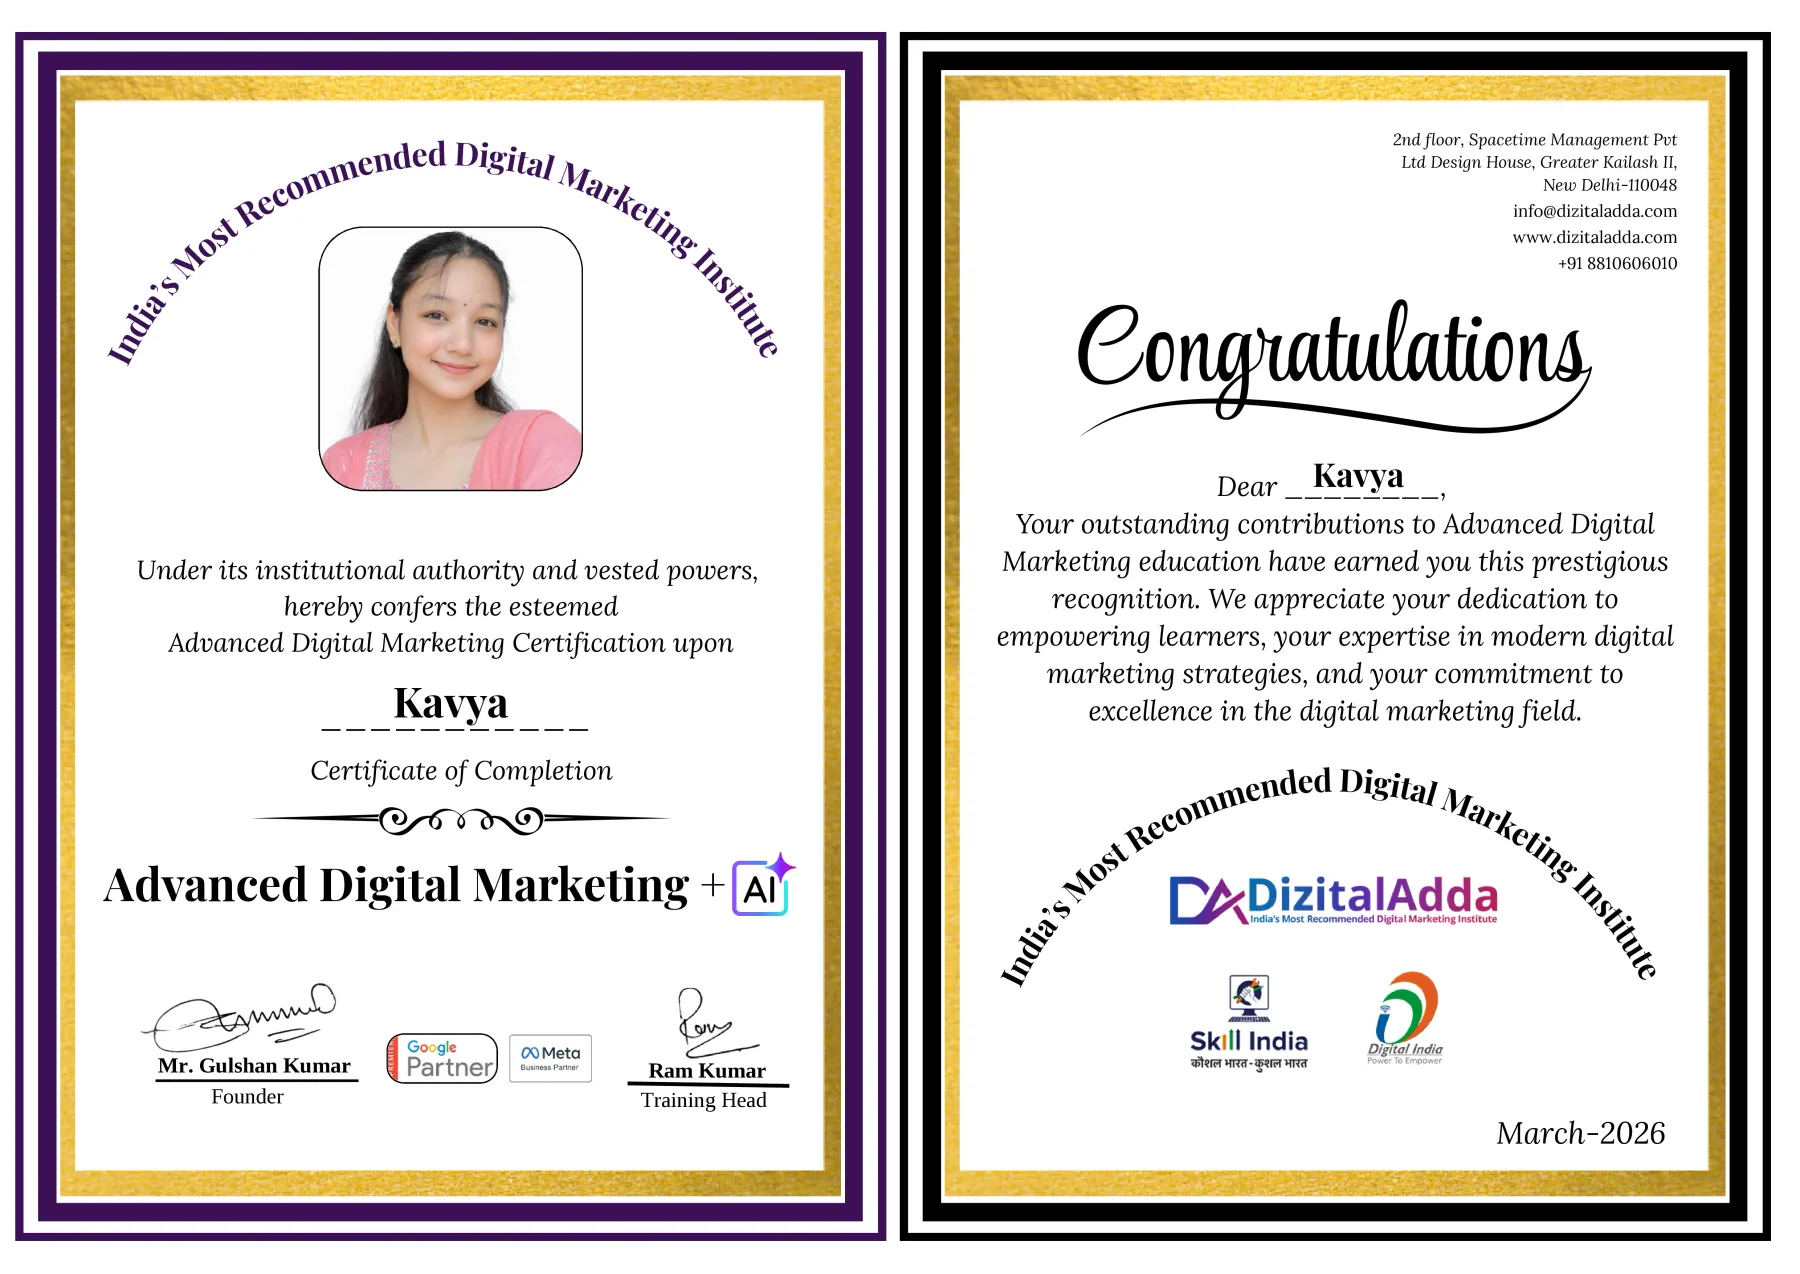 India's Most Recommended Digital Marketing Institute
Under its institutional authority and vested powers,
hereby confers the esteemed
Advanced Digital Marketing Certification upon
Kavya
Certificate of Completion
Advanced Digital Marketing + AI
Mr. Gulshan Kumar
Founder
PREMIER
Google
Partner
Meta
Business Partner
Ram Kumar
Training Head
2nd floor, Spacetime Management Pvt
Ltd Design House, Greater Kailash II,
New Delhi-110048
info@dizitaladda.com
www.dizitaladda.com
+91 8810606010
Congratulations
Dear Kavya,
Your outstanding contributions to Advanced Digital
Marketing education have earned you this prestigious
recognition. We appreciate your dedication to
empowering learners, your expertise in modern digital
marketing strategies, and your commitment to
excellence in the digital marketing field.
India's Most Recommended Digital Marketing Institute
DA DizitalAdda
India's Most Recommended Digital Marketing Institute
Skill India
कौशल भारत - कुशल भारत
Digital India
Power To Empower
March-2026